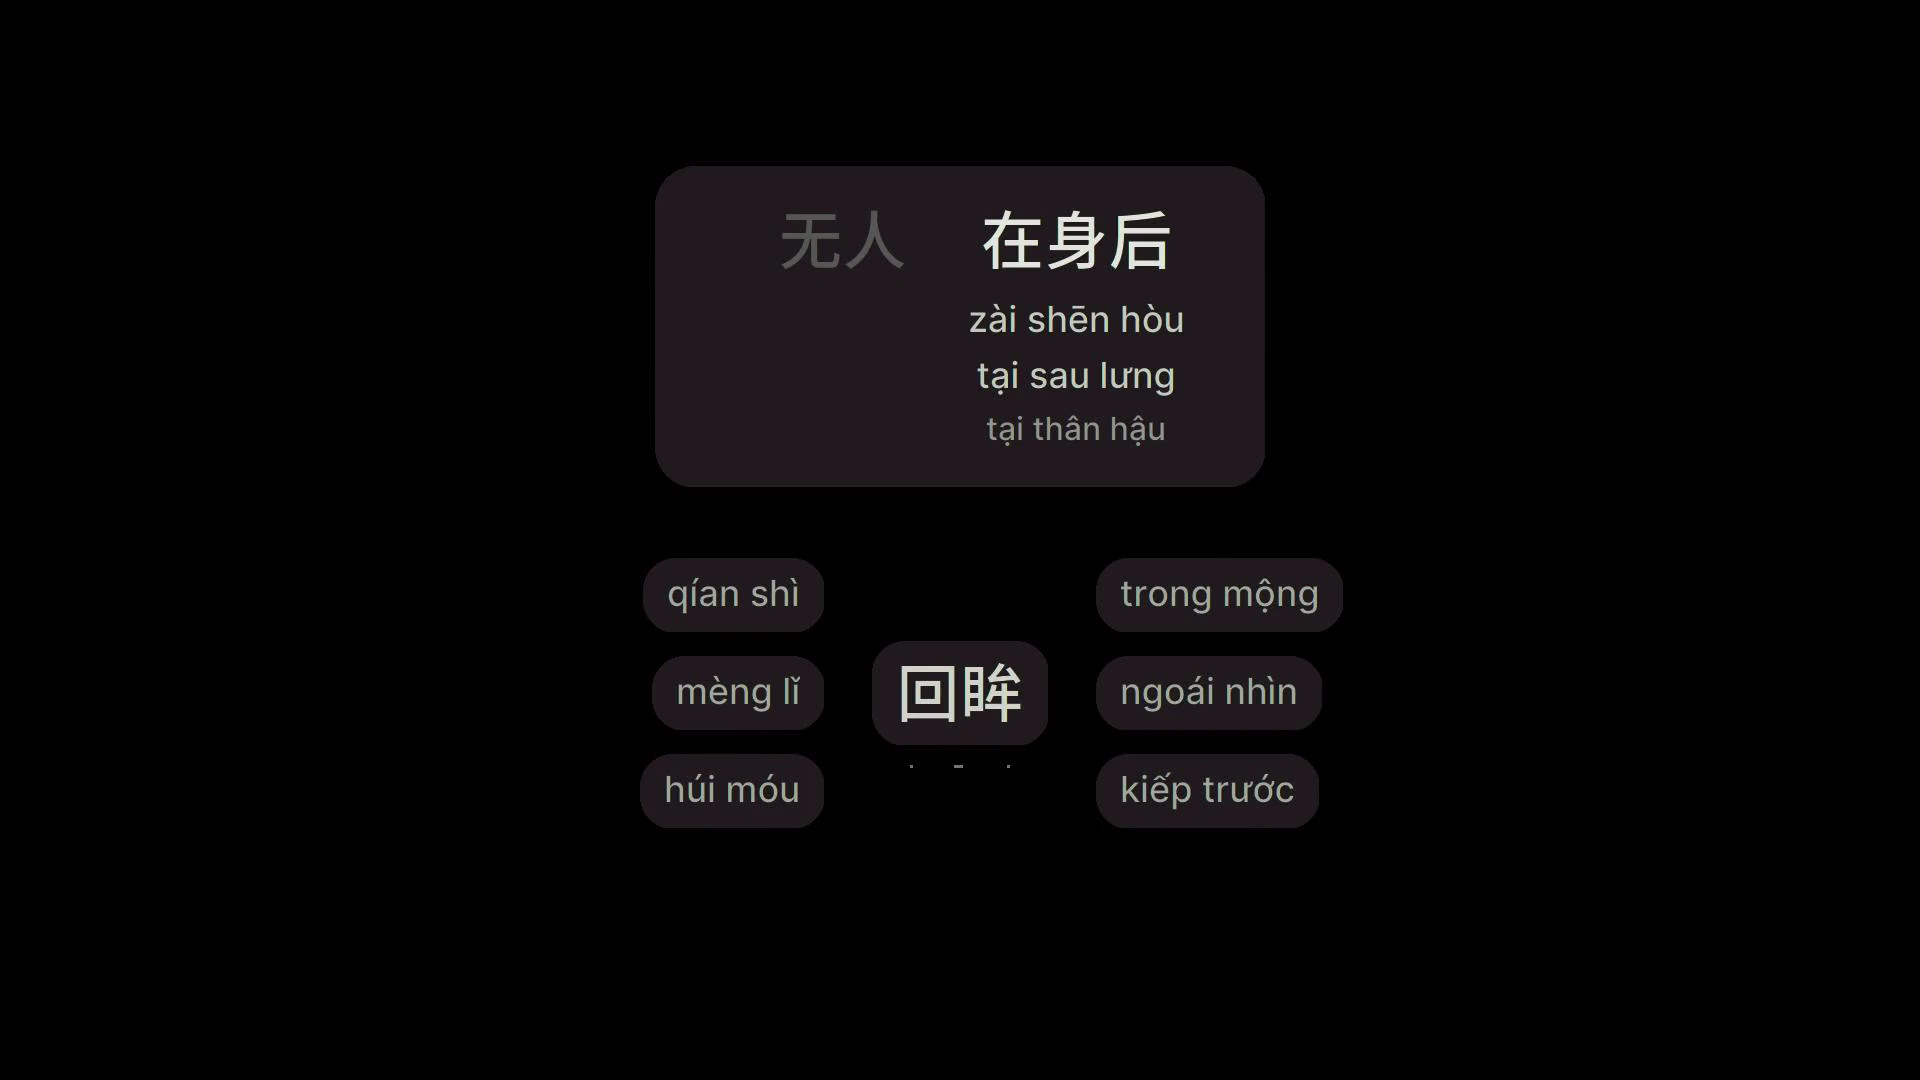 无人 在身后
zài shēn hòu
tại sau lưng
tại thân hậu
qían shì
mèng lǐ
húi móu
回眸
trong mộng
ngoái nhìn
kiếp trước